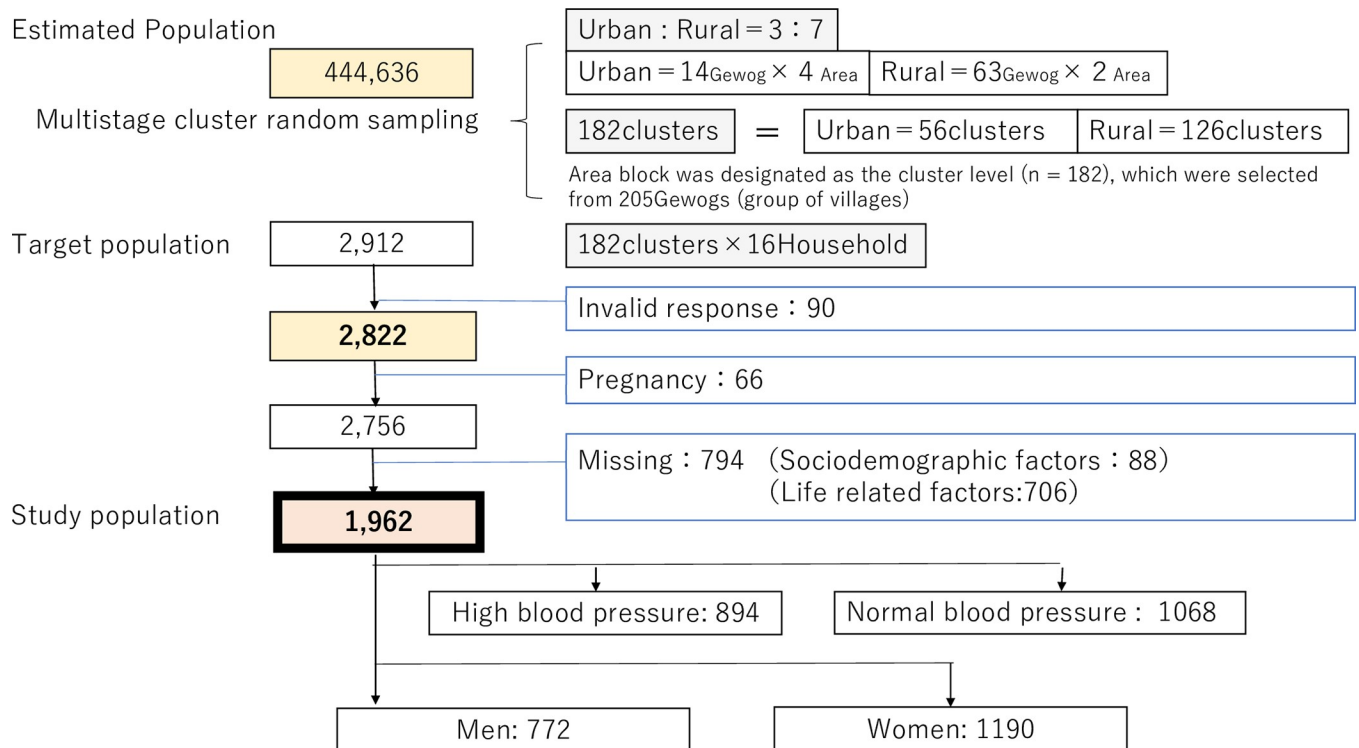 Estimated Population
444,636
Multistage cluster random sampling
Urban : Rural＝3：7
Urban＝14Gewog × 4 Area
Rural＝63Gewog × 2 Area
182clusters ＝ Urban＝56clusters Rural＝126clusters
Area block was designated as the cluster level (n = 182), which were selected
from 205Gewogs (group of villages)
Target population
2,912
182clusters × 16Household
Invalid response：90
2,822
Pregnancy：66
2,756
Missing：794 （Sociodemographic factors：88）
（Life related factors:706）
Study population
1,962
High blood pressure: 894
Normal blood pressure : 1068
Men: 772
Women: 1190